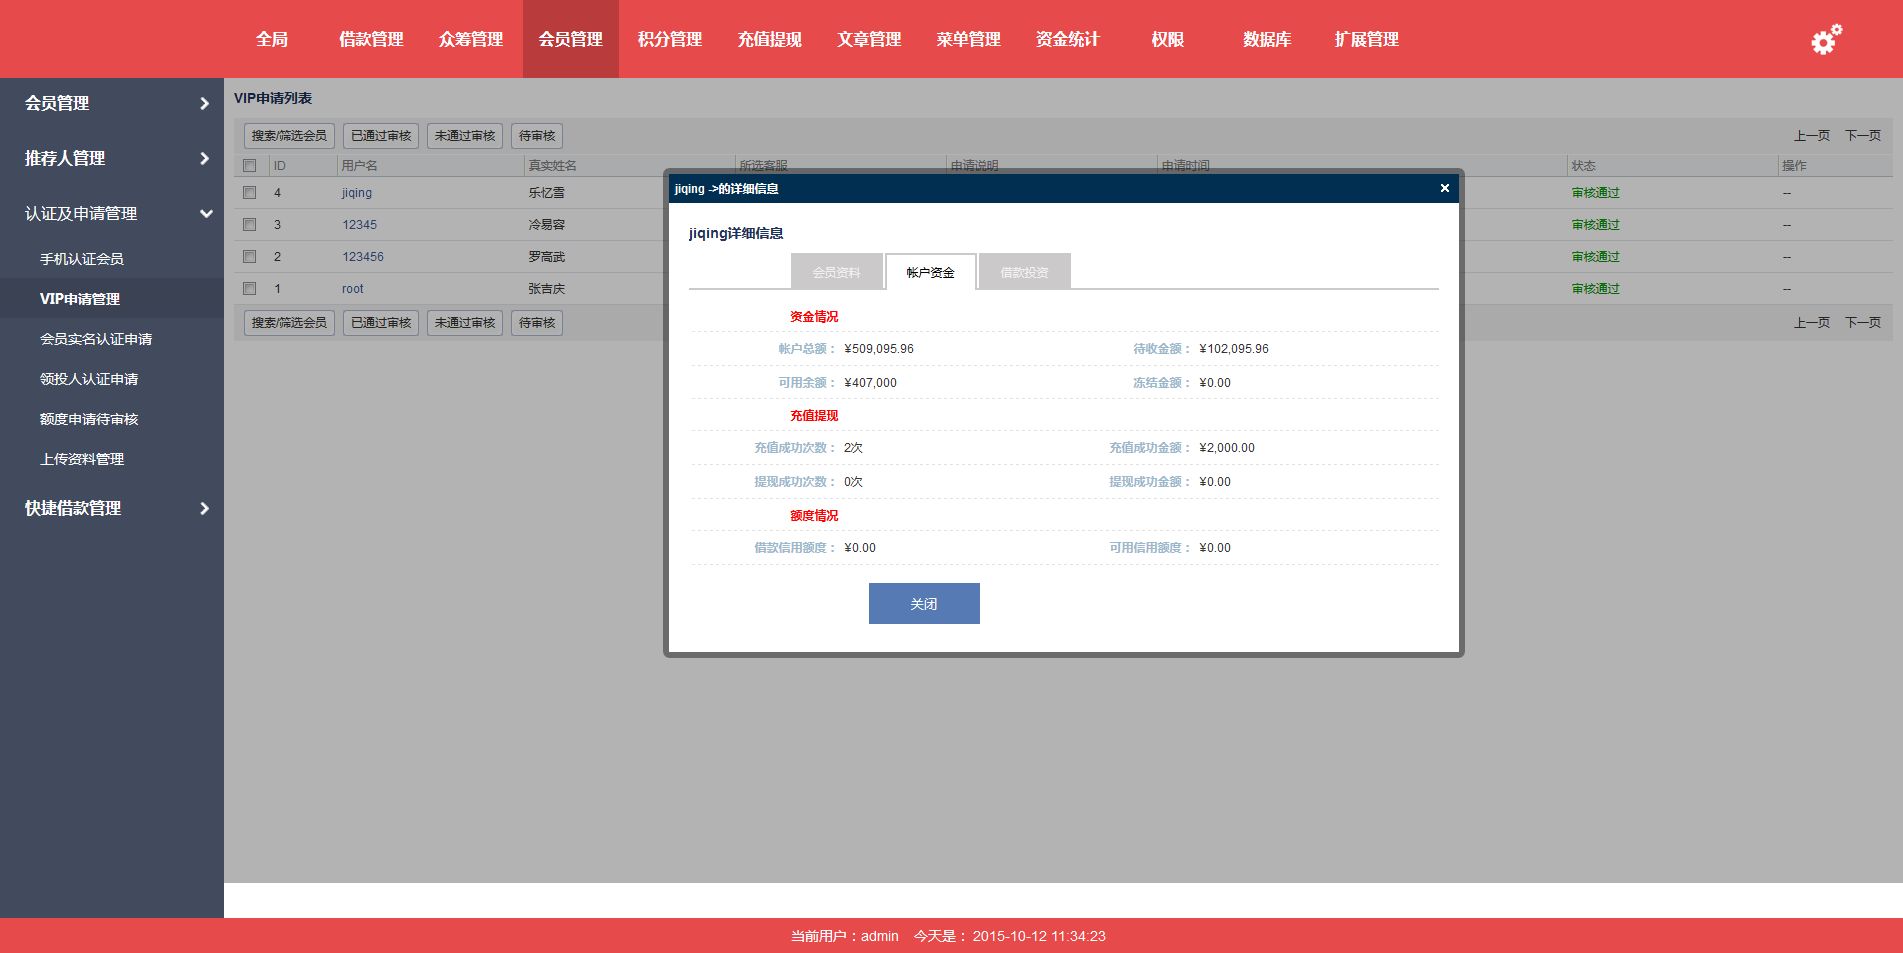 全局 借款管理 众筹管理 会员管理 积分管理 充值提现 文章管理 菜单管理 资金统计 权限 数据库 扩展管理
会员管理
推荐人管理
认证及申请管理
手机认证会员
VIP申请管理
会员实名认证申请
领投人认证申请
额度申请待审核
上传资料管理
快捷借款管理
VIP申请列表
搜索/筛选会员 已通过审核 未通过审核 待审核 上一页 下一页
ID 用户名 真实姓名 所选客服 申请说明 申请时间 状态 操作
4 jiqing 乐忆雪 审核通过 --
3 12345 冷易容 审核通过 --
2 123456 罗高武 审核通过 --
1 root 张吉庆 审核通过 --
搜索/筛选会员 已通过审核 未通过审核 待审核 上一页 下一页
jiqing ->的详细信息
jiqing详细信息
会员资料 帐户资金 借款投资
资金情况
帐户总额： ¥509,095.96 待收金额： ¥102,095.96
可用余额： ¥407,000 冻结金额： ¥0.00
充值提现
充值成功次数： 2次 充值成功金额： ¥2,000.00
提现成功次数： 0次 提现成功金额： ¥0.00
额度情况
借款信用额度： ¥0.00 可用信用额度： ¥0.00
关闭
当前用户：admin 今天是： 2015-10-12 11:34:23